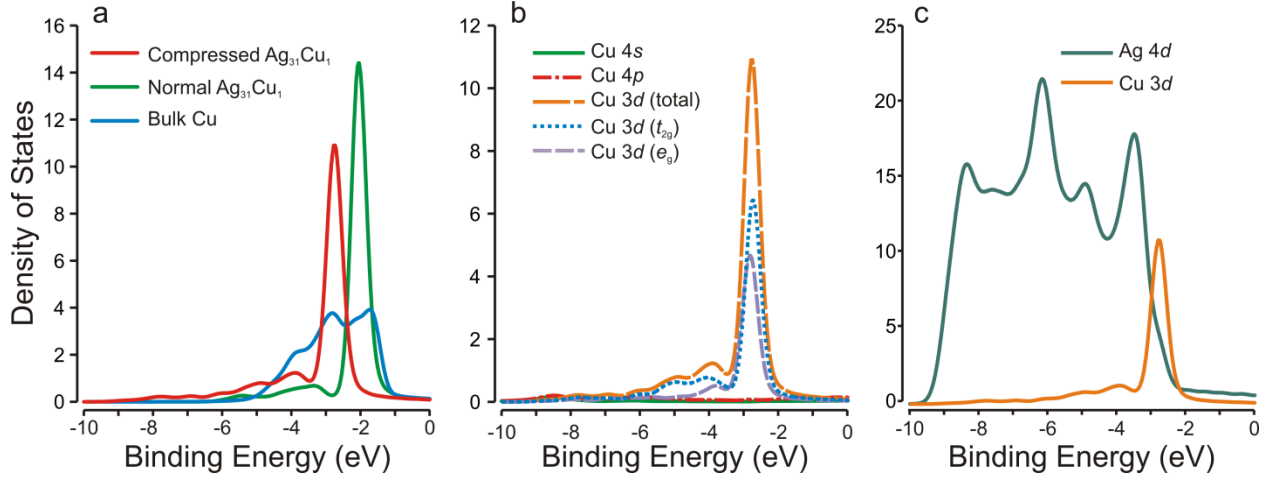 a
Density of States
16
14
12
10
8
6
4
2
0
Compressed Ag₃₁Cu₁
Normal Ag₃₁Cu₁
Bulk Cu
-10 -8 -6 -4 -2 0
Binding Energy (eV)
b
12
10
8
6
4
2
0
Cu 4s
Cu 4p
Cu 3d (total)
Cu 3d (t₂g)
Cu 3d (eg)
-10 -8 -6 -4 -2 0
Binding Energy (eV)
c
25
20
15
10
5
0
Ag 4d
Cu 3d
-10 -8 -6 -4 -2 0
Binding Energy (eV)